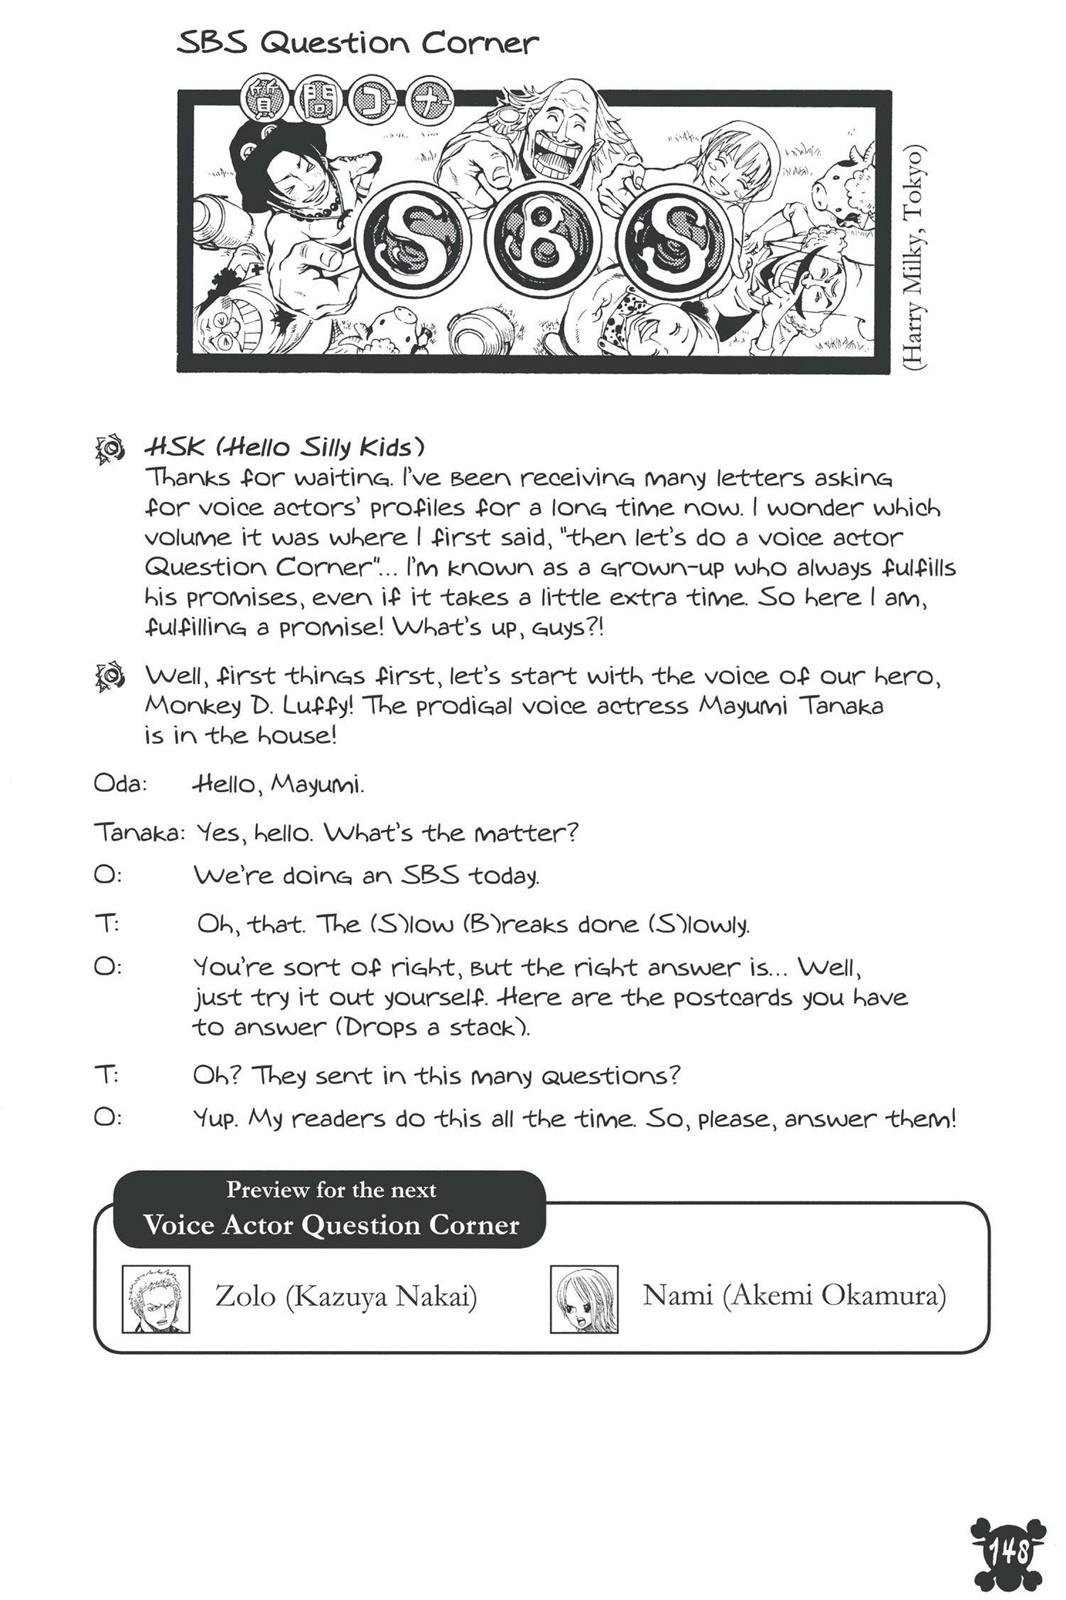 SBS Question Corner
質問コーナー
SBS
(Harry Milky, Tokyo)
HSK (Hello Silly Kids)
Thanks for waiting. I've been receiving many letters asking
for voice actors' profiles for a long time now. I wonder which
volume it was where I first said, "then let's do a voice actor
Question Corner"... I'm known as a grown-up who always fulfills
his promises, even if it takes a little extra time. So here I am,
fulfilling a promise! What's up, guys?!
Well, first things first, let's start with the voice of our hero,
Monkey D. Luffy! The prodigal voice actress Mayumi Tanaka
is in the house!
Oda: Hello, Mayumi.
Tanaka: Yes, hello. What's the matter?
O: We're doing an SBS today.
T: Oh, that. The (S)low (B)reaks done (S)lowly.
O: You're sort of right, but the right answer is... Well,
just try it out yourself. Here are the postcards you have
to answer (Drops a stack).
T: Oh? They sent in this many questions?
O: Yup. My readers do this all the time. So, please, answer them!
Preview for the next
Voice Actor Question Corner
Zolo (Kazuya Nakai) Nami (Akemi Okamura)
148